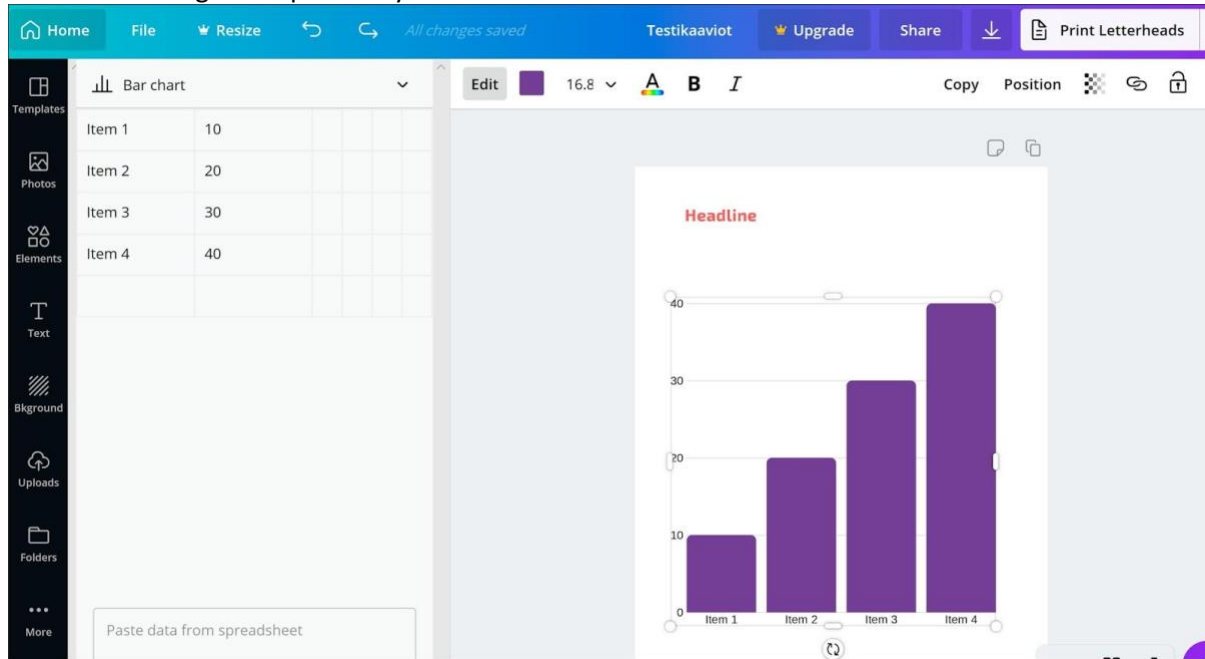 Home File Resize All changes saved Testikaaviot Upgrade Share Print Letterheads
Templates
Photos
Elements
Text
Bkground
Uploads
Folders
More
Bar chart
Item 1 10
Item 2 20
Item 3 30
Item 4 40
Paste data from spreadsheet
Edit 16.8 A B I Copy Position
Headline
40
30
20
10
0
Item 1 Item 2 Item 3 Item 4